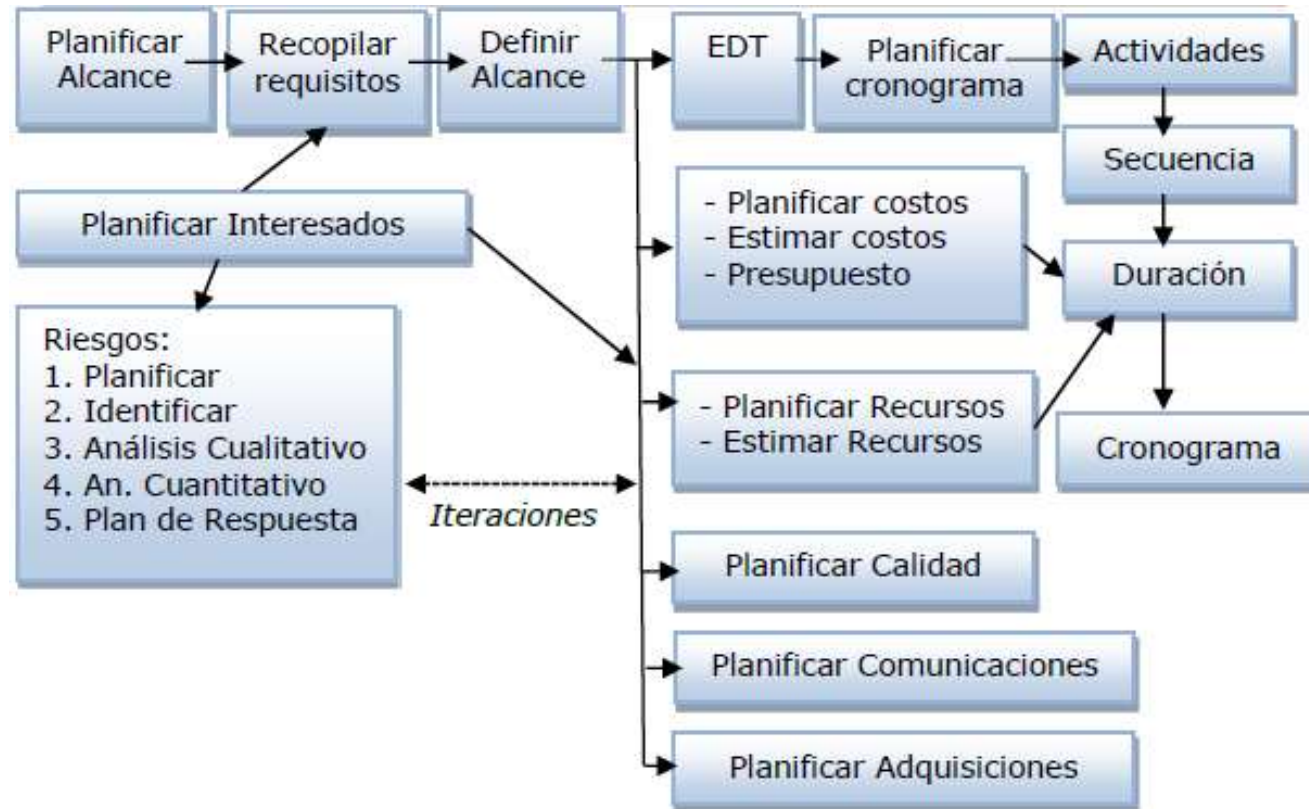 Planificar
Alcance
Recopilar
requisitos
Definir
Alcance
EDT
Planificar
cronograma
Actividades
Secuencia
Planificar Interesados
- Planificar costos
- Estimar costos
- Presupuesto
Duración
Riesgos:
1. Planificar
2. Identificar
3. Análisis Cualitativo
4. An. Cuantitativo
5. Plan de Respuesta
Iteraciones
- Planificar Recursos
- Estimar Recursos
Cronograma
Planificar Calidad
Planificar Comunicaciones
Planificar Adquisiciones